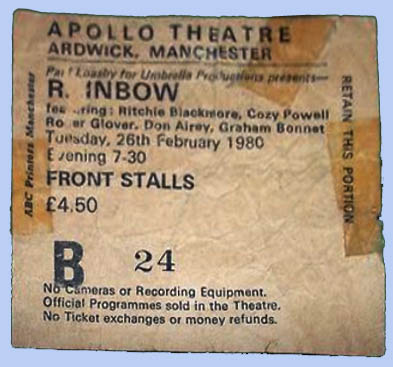 APOLLO THEATRE
ARDWICK, MANCHESTER
Paul Loasby for Umbrella Productions presents—
R. INBOW
featuring: Ritchie Blackmore, Cozy Powell
Roger Glover, Don Airey, Graham Bonnet
Tuesday, 26th February 1980
Evening 7-30
FRONT STALLS
£4.50
B 24
No Cameras or Recording Equipment.
Official Programmes sold in the Theatre.
No Ticket exchanges or money refunds.
ABC Printers Manchester
RETAIN THIS PORTION